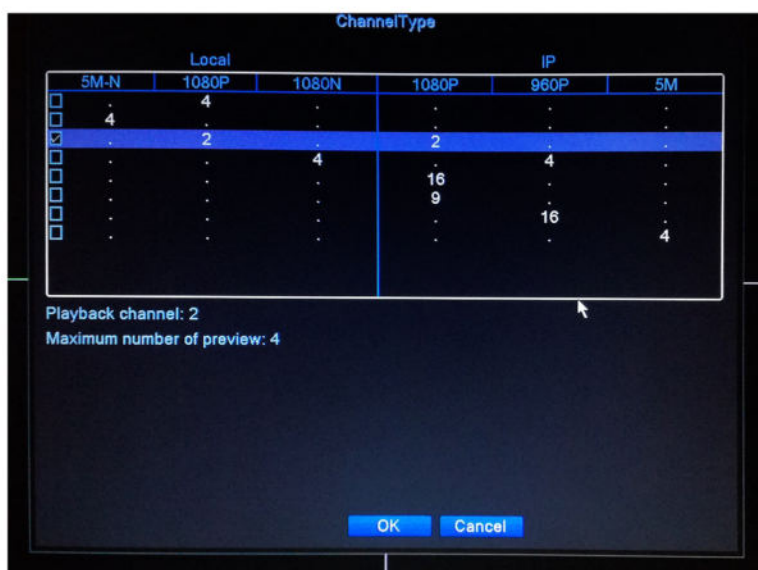 ChannelType
Local IP
5M-N 1080P 1080N 1080P 960P 5M
. 4 . . . .
4 . . . . .
. 2 . 2 . .
. . 4 . 4 .
. . . 16 . .
. . . 9 . .
. . . . 16 .
. . . . . 4
Playback channel: 2
Maximum number of preview: 4
OK Cancel